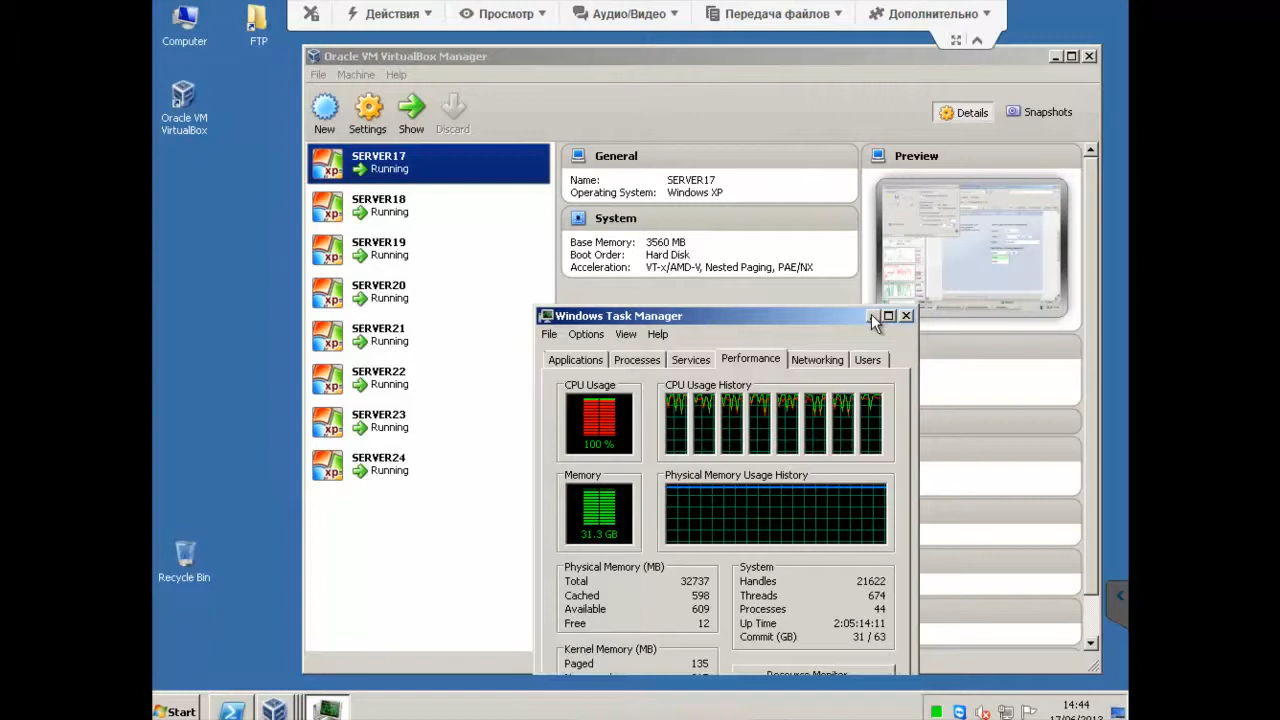 Действия
Просмотр
Аудио/Видео
Передача файлов
Дополнительно
Computer
FTP
Oracle VM VirtualBox
Recycle Bin
Oracle VM VirtualBox Manager
File Machine Help
New Settings Show Discard
Details Snapshots
SERVER17
Running
SERVER18
Running
SERVER19
Running
SERVER20
Running
SERVER21
Running
SERVER22
Running
SERVER23
Running
SERVER24
Running
General
Name: SERVER17
Operating System: Windows XP
System
Base Memory: 3560 MB
Boot Order: Hard Disk
Acceleration: VT-x/AMD-V, Nested Paging, PAE/NX
Preview
Windows Task Manager
File Options View Help
Applications Processes Services Performance Networking Users
CPU Usage
100 %
CPU Usage History
Memory
31.3 GB
Physical Memory Usage History
Physical Memory (MB)
Total 32737
Cached 598
Available 609
Free 12
System
Handles 21622
Threads 674
Processes 44
Up Time 2:05:14:11
Commit (GB) 31 / 63
Kernel Memory (MB)
Paged 135
Resource Monitor
Start
14:44
17/06/2013